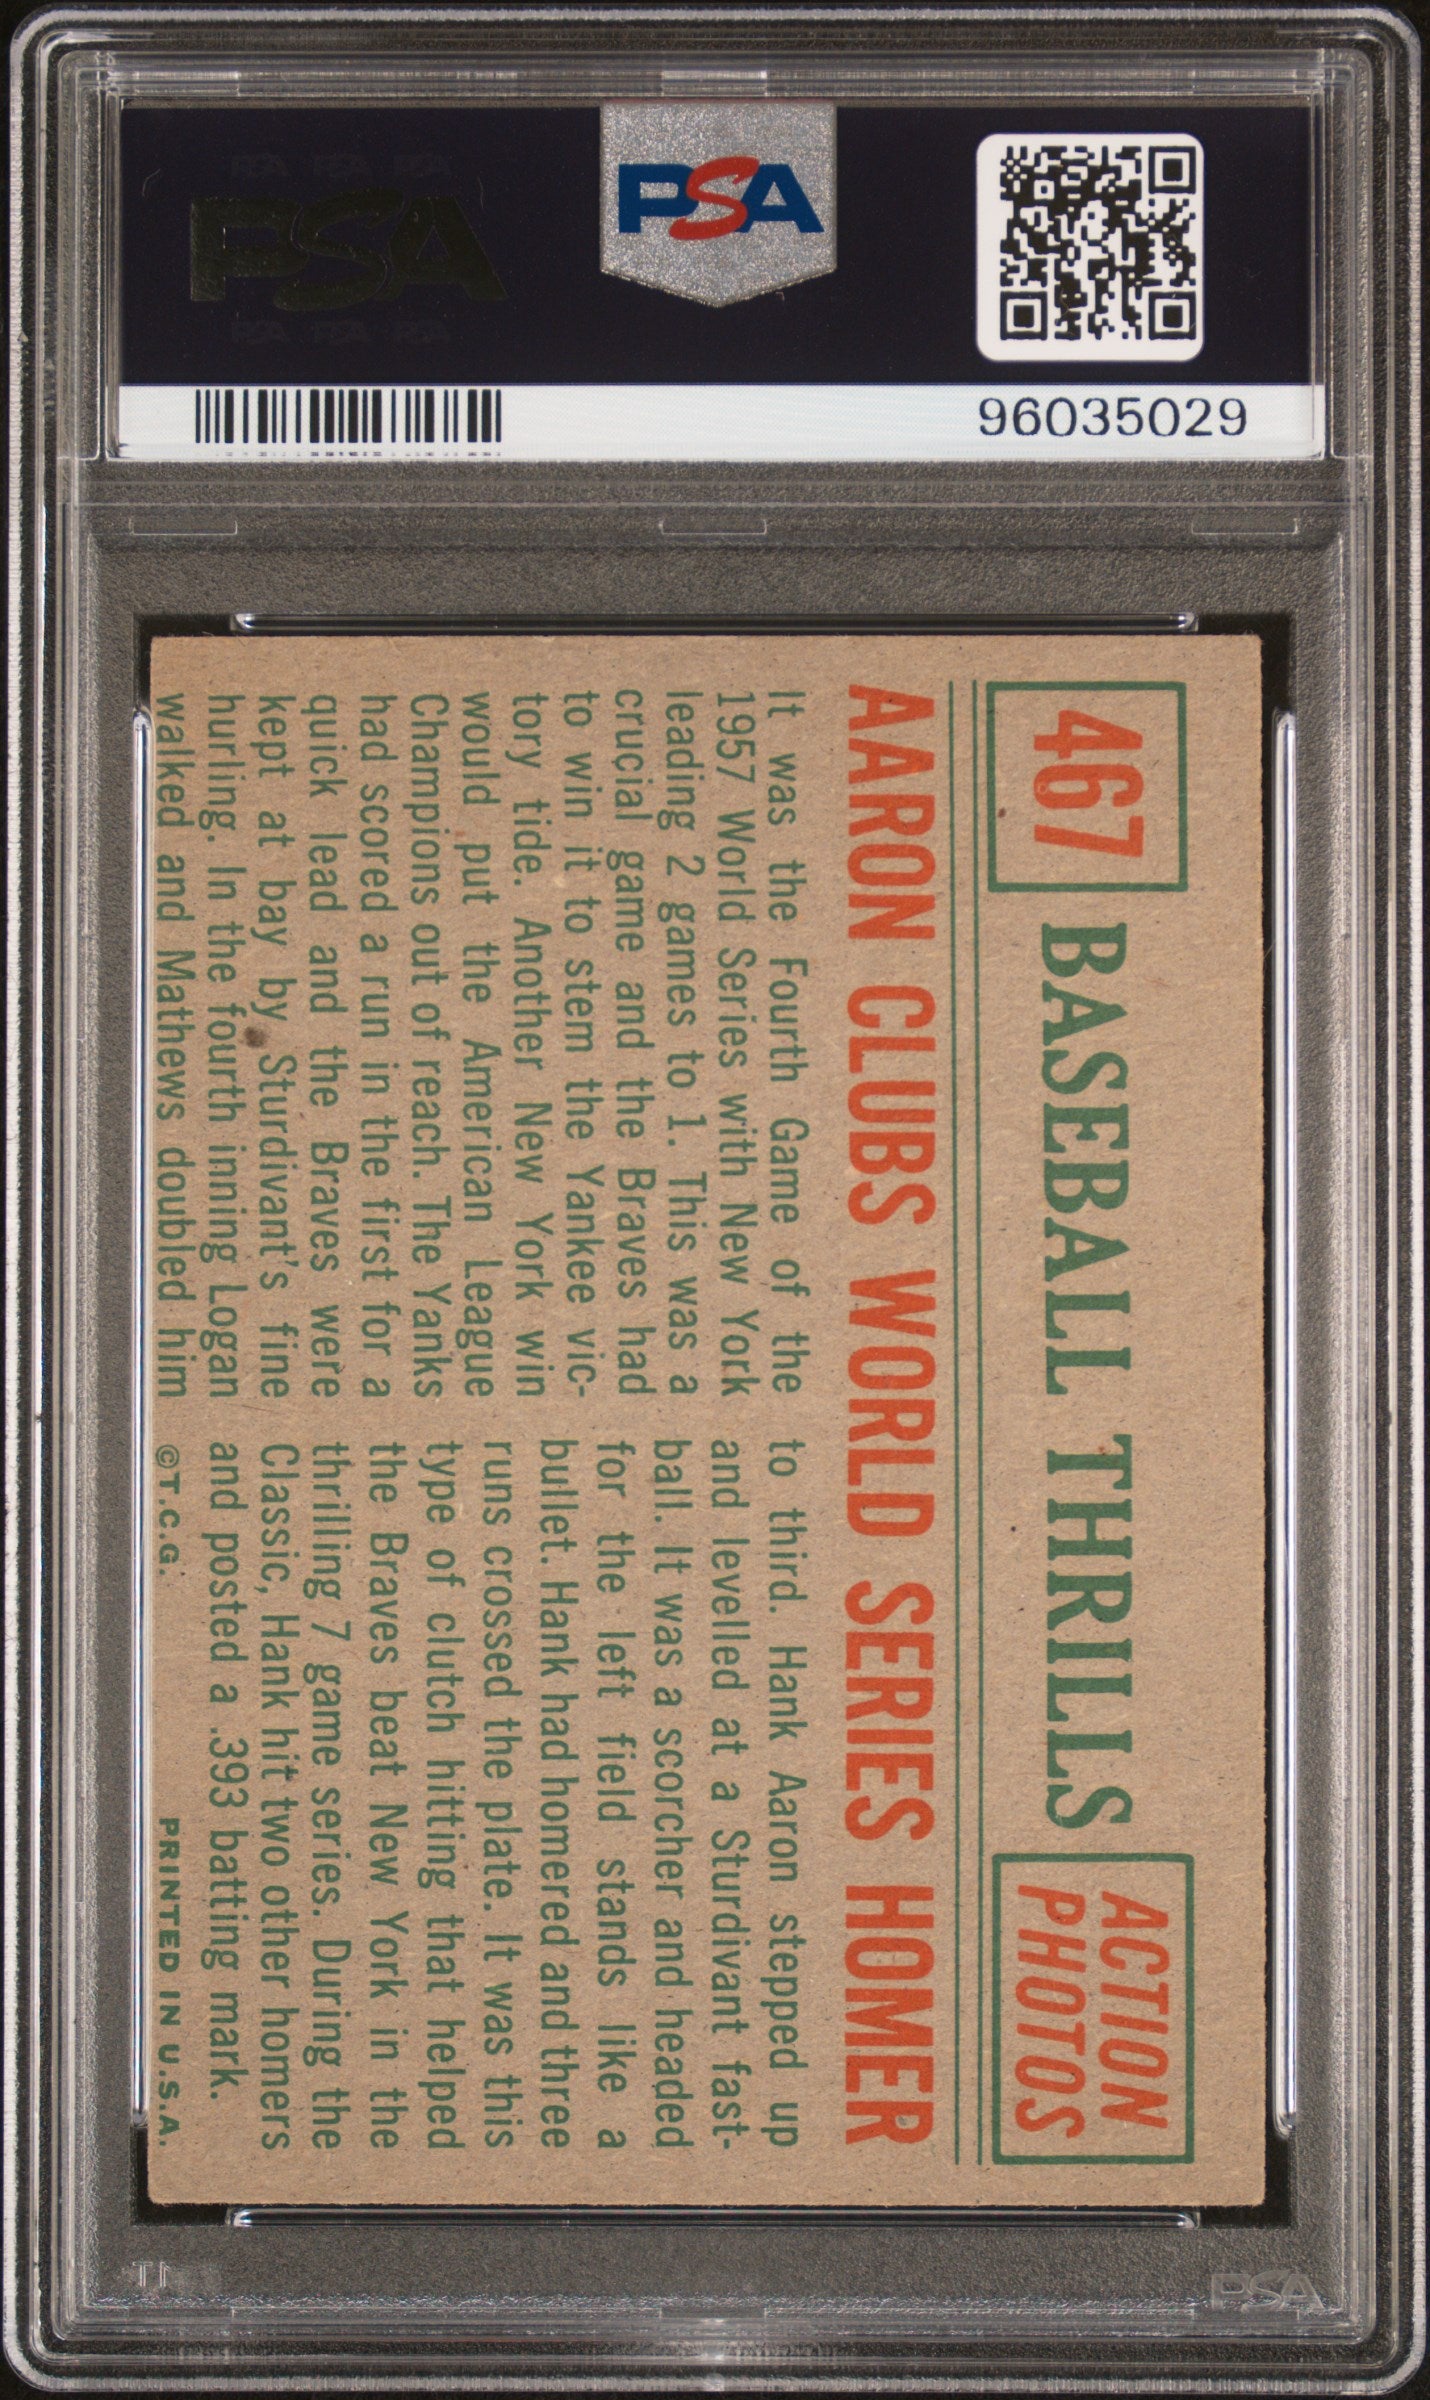 PSA PSA PSA
PSA
PSA PSA PSA
PSA
96035029
467
BASEBALL THRILLS
ACTION
PHOTOS
AARON CLUBS WORLD SERIES HOMER
It was the Fourth Game of the
1957 World Series with New York
leading 2 games to 1. This was a
crucial game and the Braves had
to win it to stem the Yankee vic-
tory tide. Another New York win
would put the American League
Champions out of reach. The Yanks
had scored a run in the first for a
quick lead and the Braves were
kept at bay by Sturdivant's fine
hurling. In the fourth inning Logan
walked and Mathews doubled him
to third. Hank Aaron stepped up
and levelled at a Sturdivant fast-
ball. It was a scorcher and headed
for the left field stands like a
bullet. Hank had homered and three
runs crossed the plate. It was this
type of clutch hitting that helped
the Braves beat New York in the
thrilling 7 game series. During the
Classic, Hank hit two other homers
and posted a .393 batting mark.
©T.C.G.
PRINTED IN U.S.A.
PSA